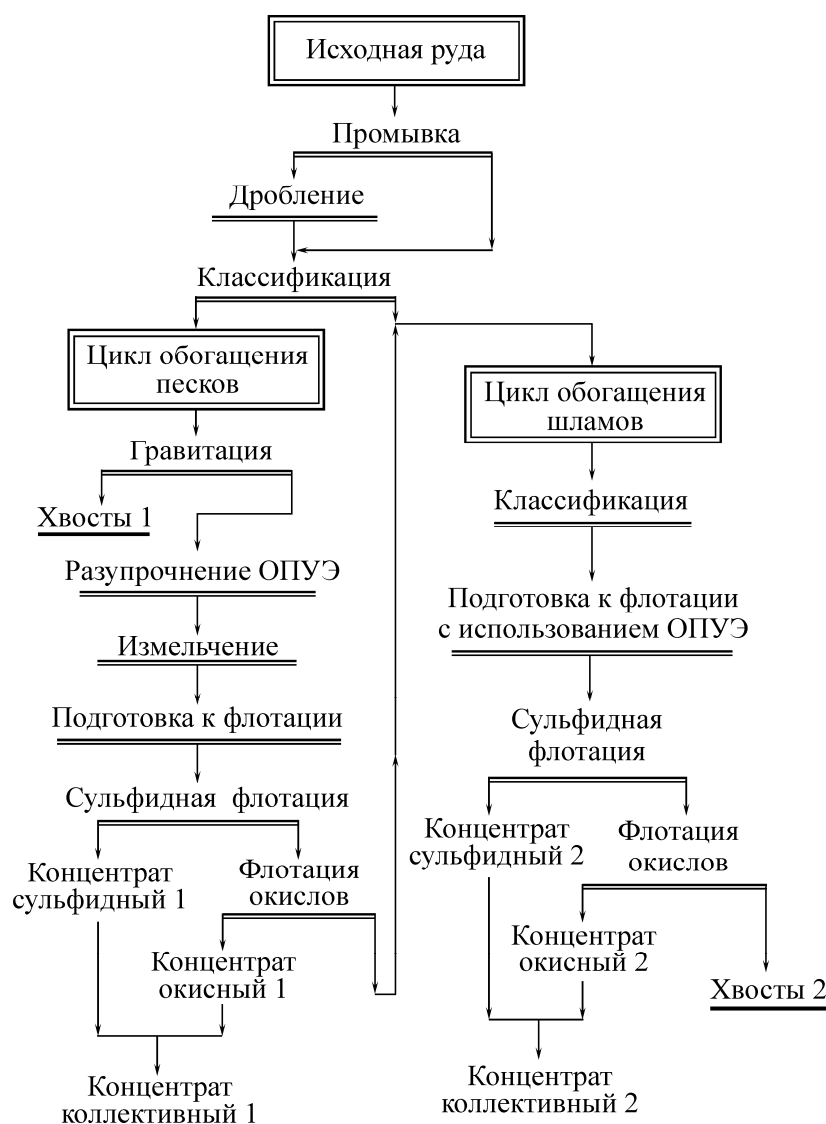 Исходная руда
Промывка
Дробление
Классификация
Цикл обогащения
песков
Гравитация
Хвосты 1
Разупрочнение ОПУЭ
Измельчение
Подготовка к флотации
Сульфидная флотация
Концентрат
сульфидный 1
Флотация
окислов
Концентрат
окисный 1
Концентрат
коллективный 1
Цикл обогащения
шламов
Классификация
Подготовка к флотации
с использованием ОПУЭ
Сульфидная
флотация
Концентрат
сульфидный 2
Флотация
окислов
Концентрат
окисный 2
Хвосты 2
Концентрат
коллективный 2